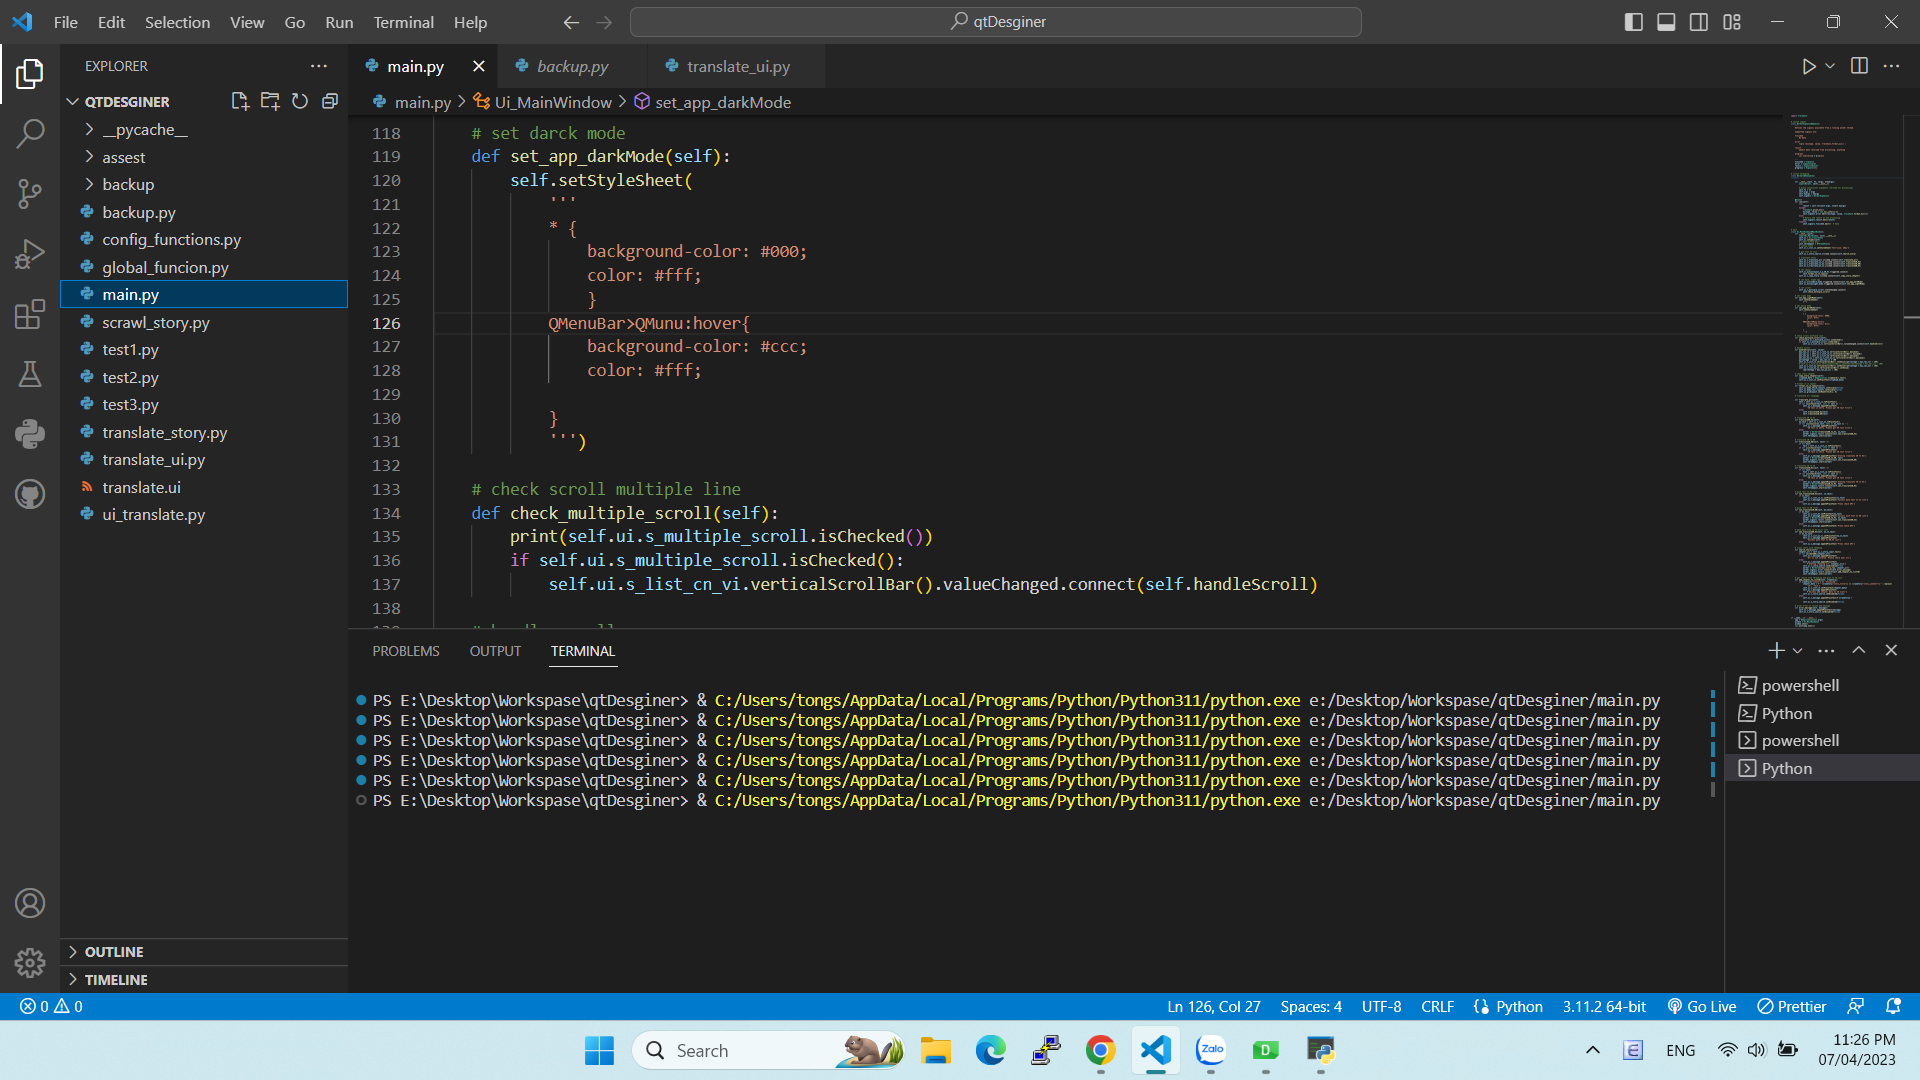 File Edit Selection View Go Run Terminal Help
qtDesginer
EXPLORER
QTDESGINER
__pycache__
assest
backup
backup.py
config_functions.py
global_funcion.py
main.py
scrawl_story.py
test1.py
test2.py
test3.py
translate_story.py
translate_ui.py
translate.ui
ui_translate.py
OUTLINE
TIMELINE
main.py backup.py translate_ui.py
main.py > Ui_MainWindow > set_app_darkMode
118 # set darck mode
119 def set_app_darkMode(self):
120 self.setStyleSheet(
121 '''
122 * {
123 background-color: #000;
124 color: #fff;
125 }
126 QMenuBar>QMunu:hover{
127 background-color: #ccc;
128 color: #fff;
129
130 }
131 ''')
132
133 # check scroll multiple line
134 def check_multiple_scroll(self):
135 print(self.ui.s_multiple_scroll.isChecked())
136 if self.ui.s_multiple_scroll.isChecked():
137 self.ui.s_list_cn_vi.verticalScrollBar().valueChanged.connect(self.handleScroll)
138
PROBLEMS OUTPUT TERMINAL
PS E:\Desktop\Workspase\qtDesginer> & C:/Users/tongs/AppData/Local/Programs/Python/Python311/python.exe e:/Desktop/Workspase/qtDesginer/main.py
PS E:\Desktop\Workspase\qtDesginer> & C:/Users/tongs/AppData/Local/Programs/Python/Python311/python.exe e:/Desktop/Workspase/qtDesginer/main.py
PS E:\Desktop\Workspase\qtDesginer> & C:/Users/tongs/AppData/Local/Programs/Python/Python311/python.exe e:/Desktop/Workspase/qtDesginer/main.py
PS E:\Desktop\Workspase\qtDesginer> & C:/Users/tongs/AppData/Local/Programs/Python/Python311/python.exe e:/Desktop/Workspase/qtDesginer/main.py
PS E:\Desktop\Workspase\qtDesginer> & C:/Users/tongs/AppData/Local/Programs/Python/Python311/python.exe e:/Desktop/Workspase/qtDesginer/main.py
PS E:\Desktop\Workspase\qtDesginer> & C:/Users/tongs/AppData/Local/Programs/Python/Python311/python.exe e:/Desktop/Workspase/qtDesginer/main.py
powershell
Python
powershell
Python
0 0
Ln 126, Col 27 Spaces: 4 UTF-8 CRLF Python 3.11.2 64-bit Go Live Prettier
Search
Zalo
D
E
ENG
11:26 PM
07/04/2023